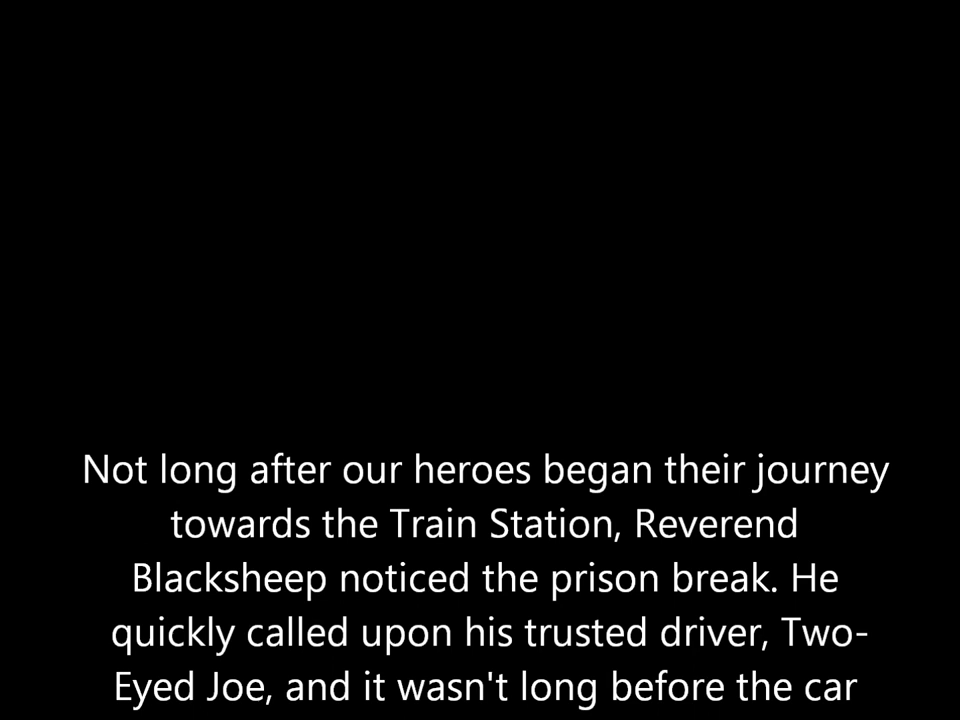 Not long after our heroes began their journey
towards the Train Station, Reverend
Blacksheep noticed the prison break. He
quickly called upon his trusted driver, Two-
Eyed Joe, and it wasn't long before the car